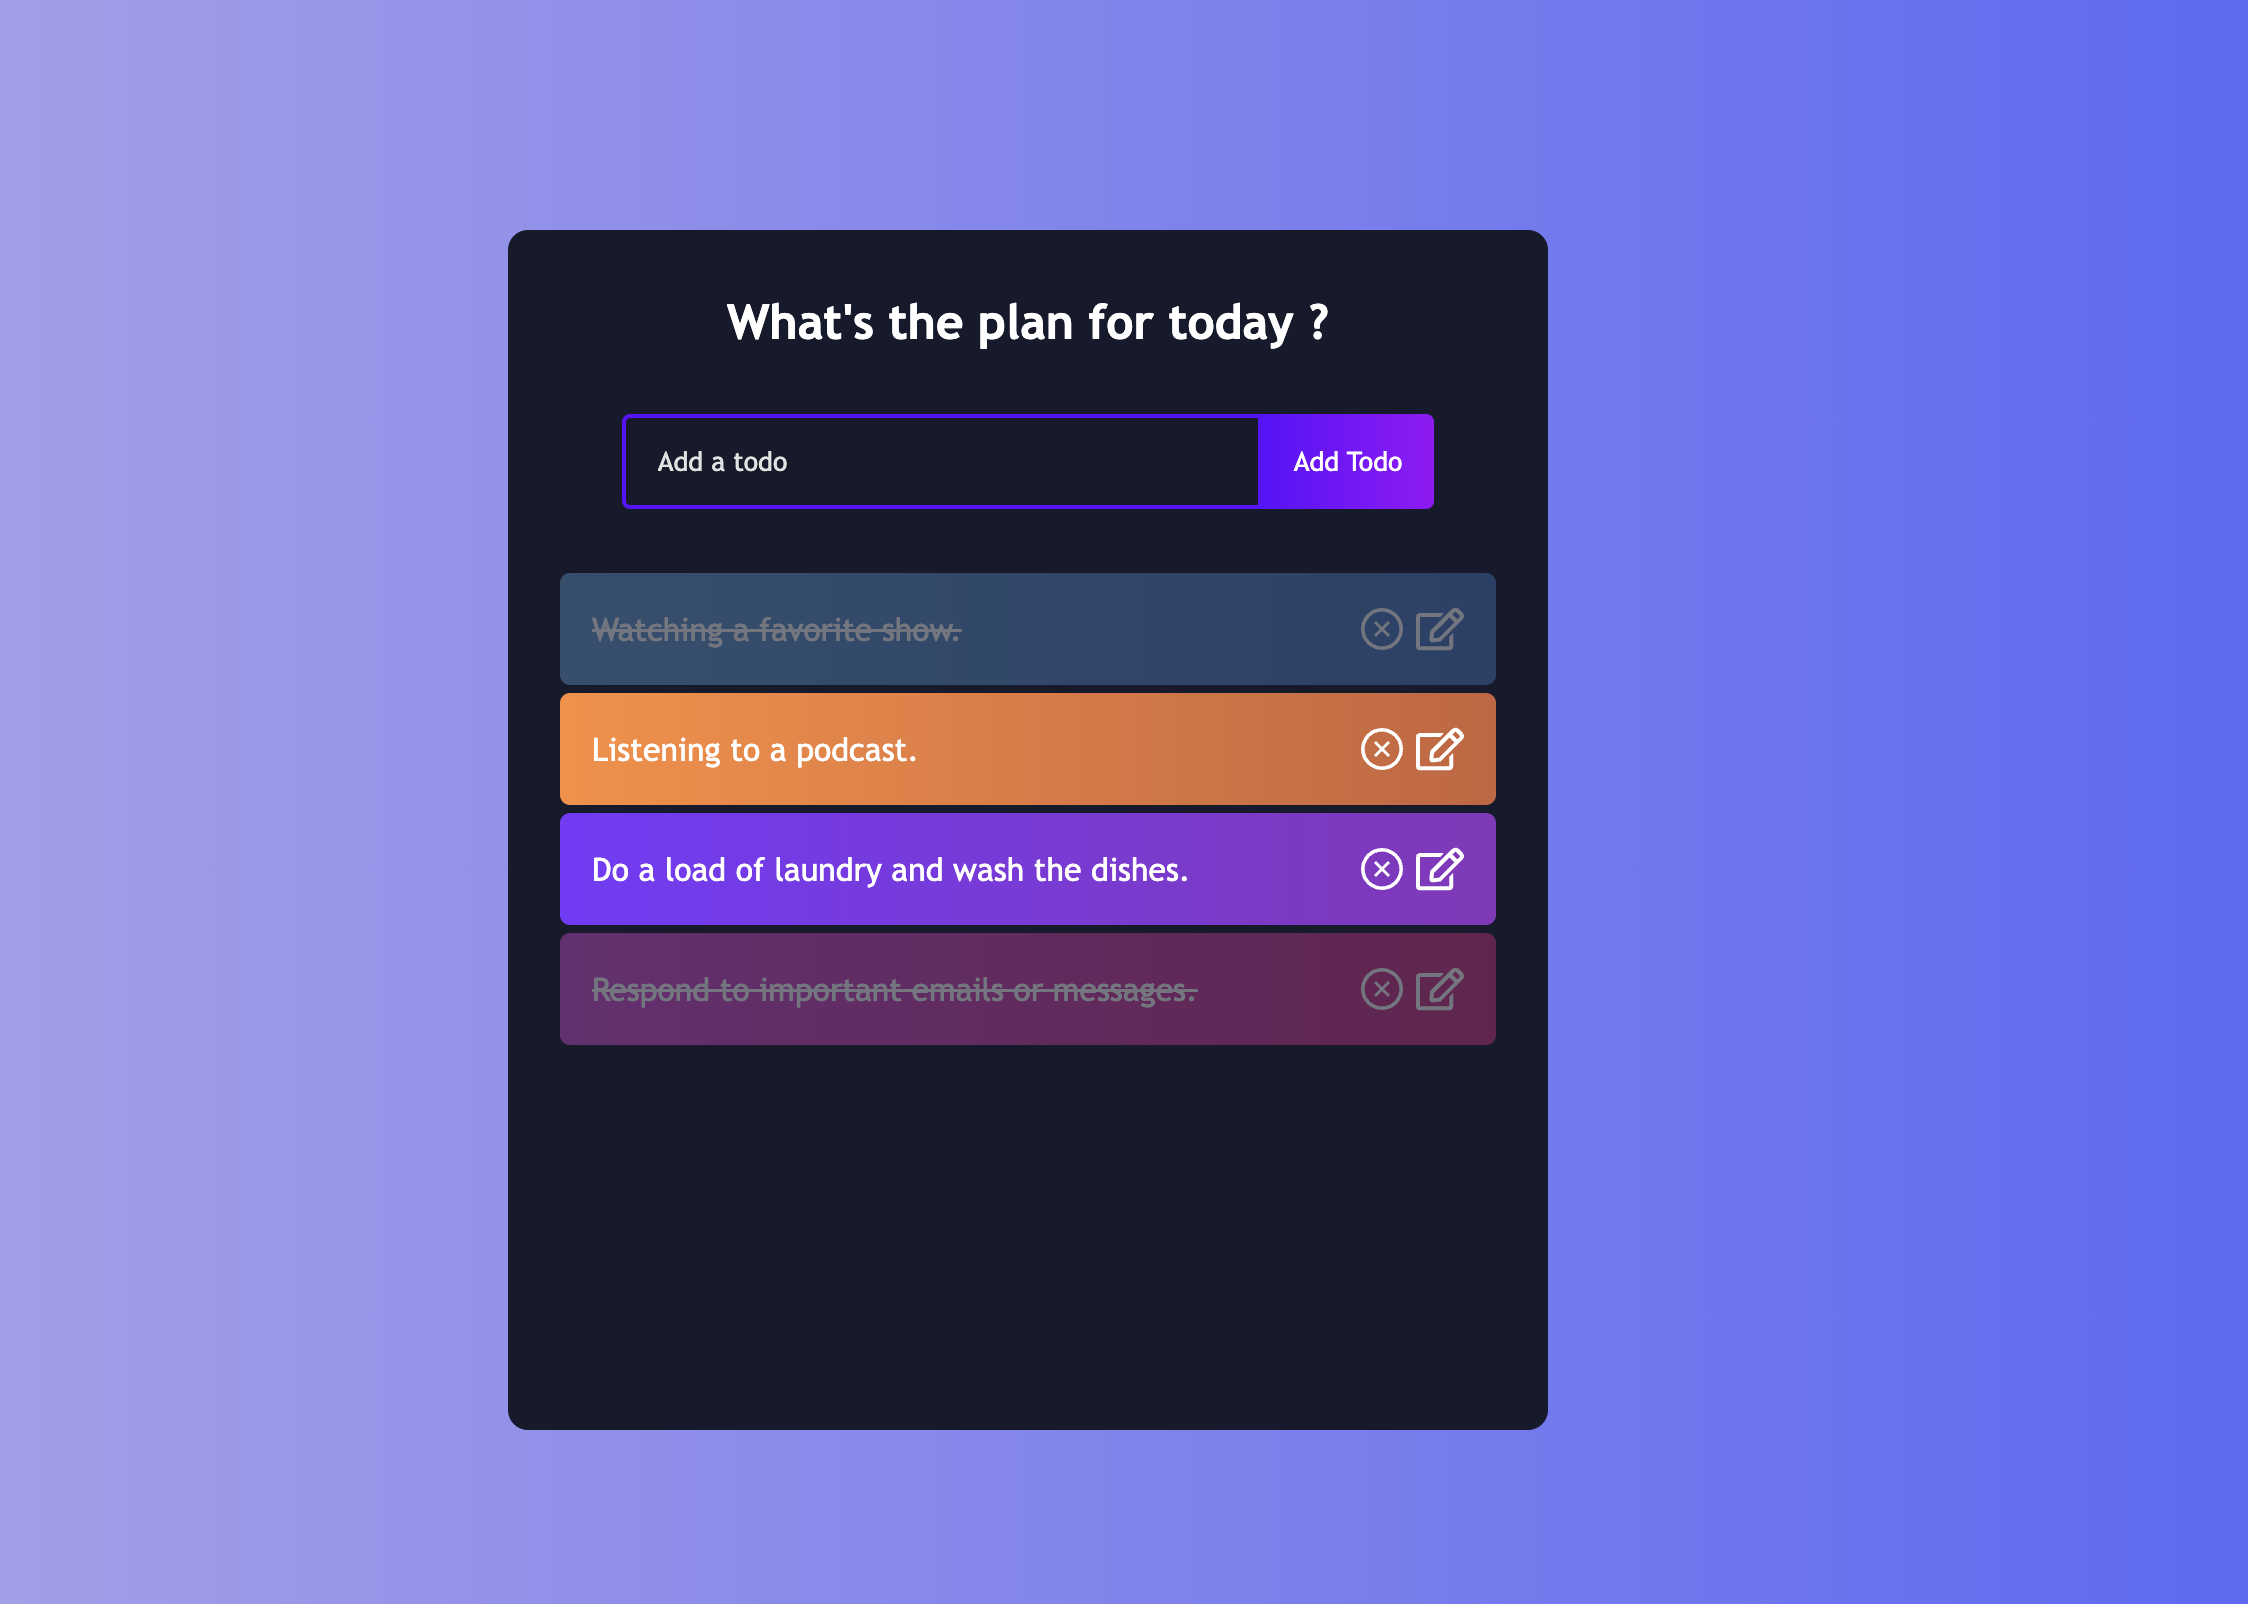 What's the plan for today ?
Add a todo
Add Todo
Watching a favorite show.
Listening to a podcast.
Do a load of laundry and wash the dishes.
Respond to important emails or messages.